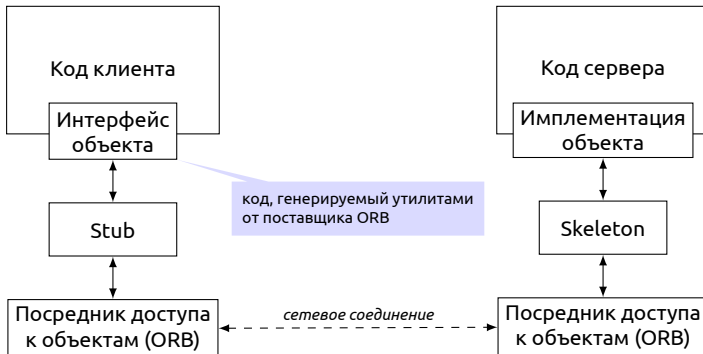 Код клиента
Интерфейс
объекта
Stub
Посредник доступа
к объектам (ORB)
код, генерируемый утилитами
от поставщика ORB
сетевое соединение
Код сервера
Имплементация
объекта
Skeleton
Посредник доступа
к объектам (ORB)